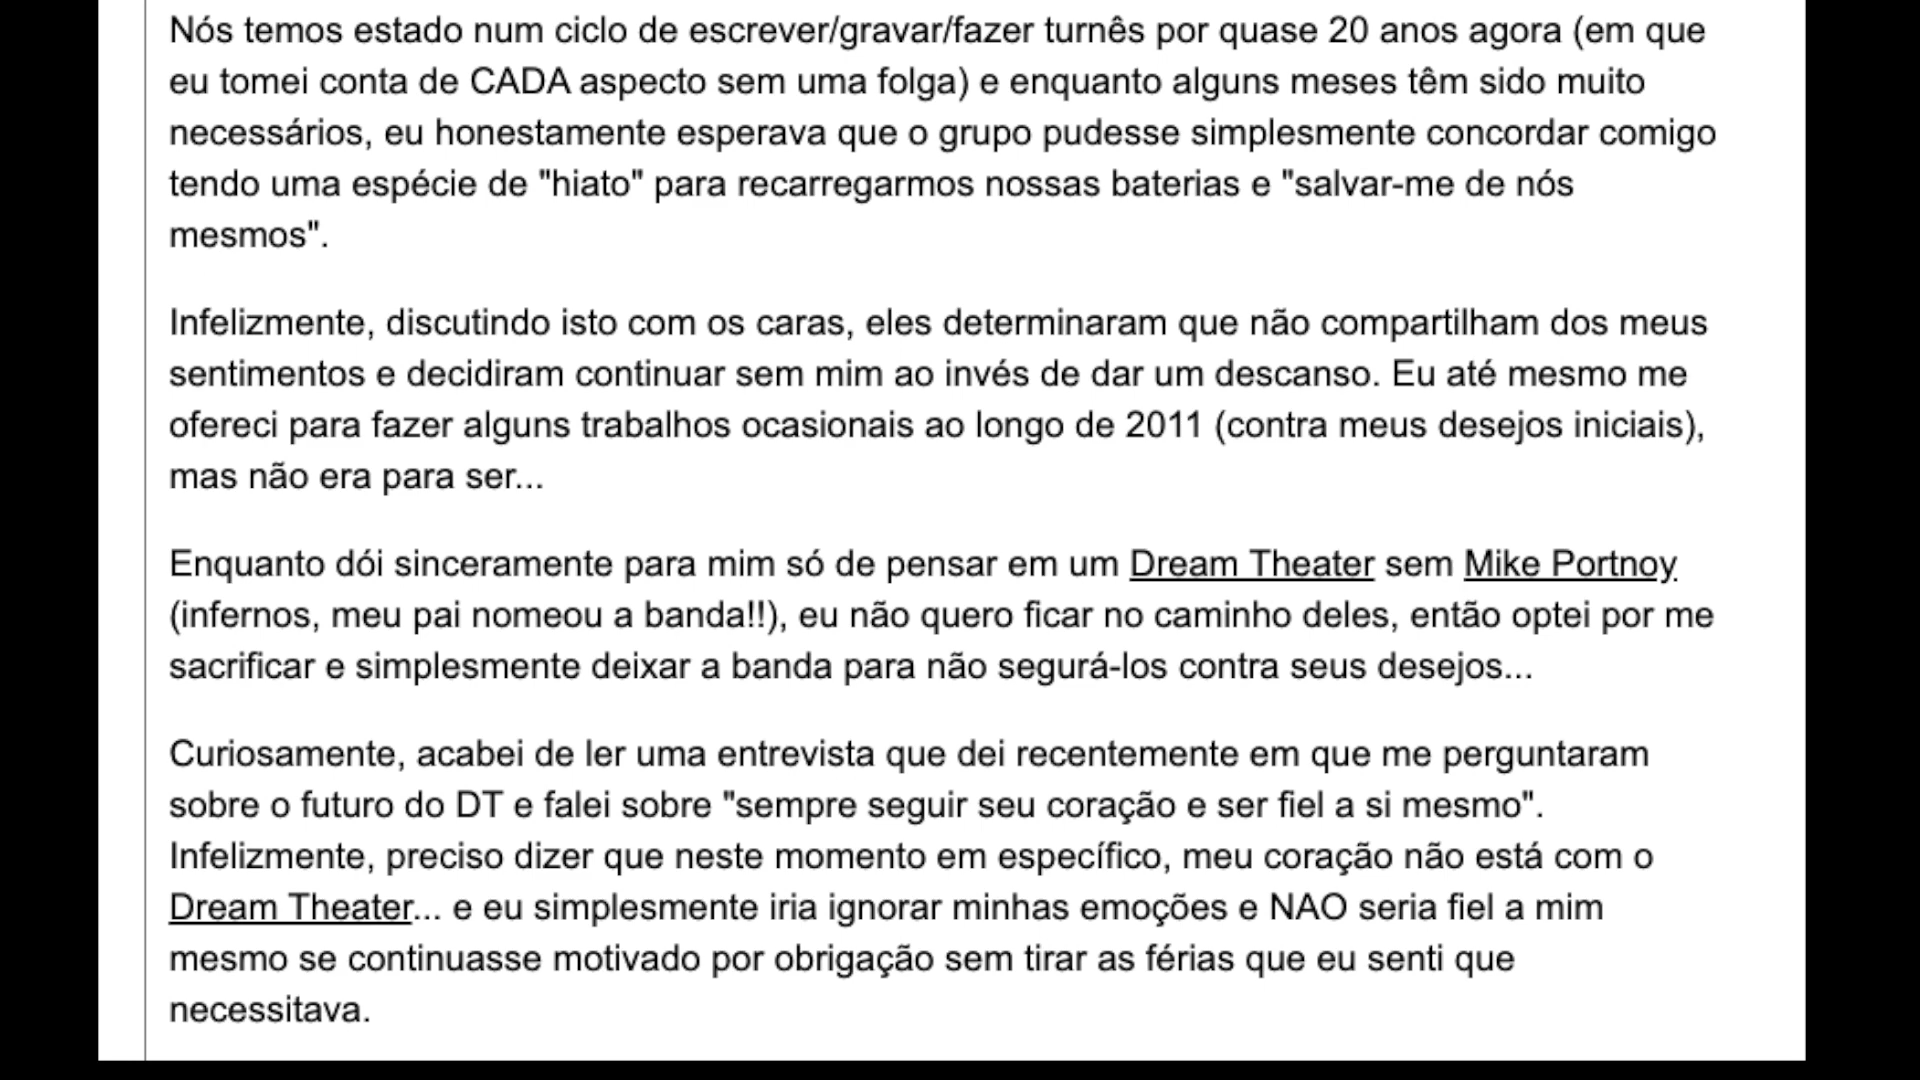 Nós temos estado num ciclo de escrever/gravar/fazer turnês por quase 20 anos agora (em que
eu tomei conta de CADA aspecto sem uma folga) e enquanto alguns meses têm sido muito
necessários, eu honestamente esperava que o grupo pudesse simplesmente concordar comigo
tendo uma espécie de "hiato" para recarregarmos nossas baterias e "salvar-me de nós
mesmos".
Infelizmente, discutindo isto com os caras, eles determinaram que não compartilham dos meus
sentimentos e decidiram continuar sem mim ao invés de dar um descanso. Eu até mesmo me
ofereci para fazer alguns trabalhos ocasionais ao longo de 2011 (contra meus desejos iniciais),
mas não era para ser...
Enquanto dói sinceramente para mim só de pensar em um Dream Theater sem Mike Portnoy
(infernos, meu pai nomeou a banda!!), eu não quero ficar no caminho deles, então optei por me
sacrificar e simplesmente deixar a banda para não segurá-los contra seus desejos...
Curiosamente, acabei de ler uma entrevista que dei recentemente em que me perguntaram
sobre o futuro do DT e falei sobre "sempre seguir seu coração e ser fiel a si mesmo".
Infelizmente, preciso dizer que neste momento em específico, meu coração não está com o
Dream Theater... e eu simplesmente iria ignorar minhas emoções e NAO seria fiel a mim
mesmo se continuasse motivado por obrigação sem tirar as férias que eu senti que
necessitava.